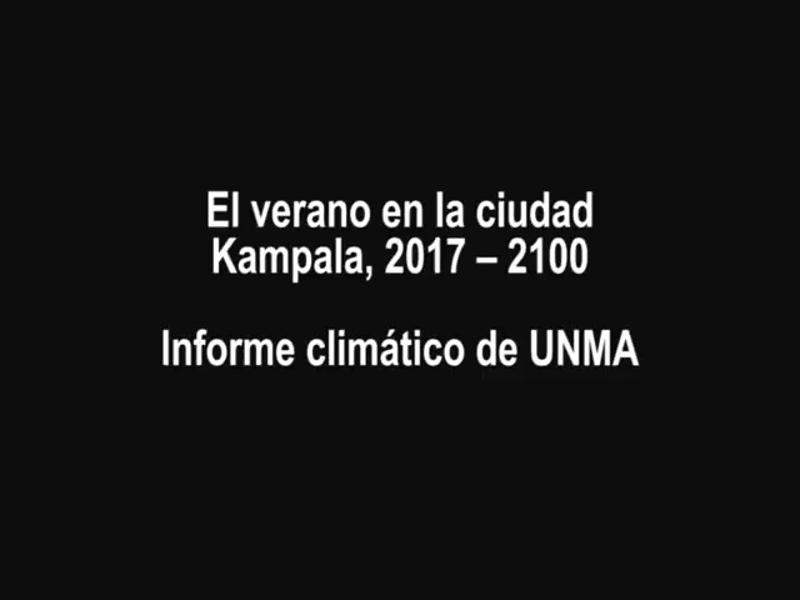 El verano en la ciudad
Kampala, 2017 – 2100
Informe climático de UNMA